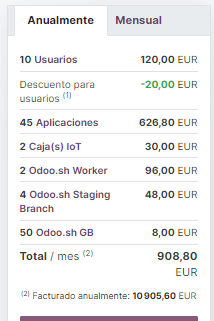 Anualmente Mensual
10 Usuarios 120,00 EUR
Descuento para -20,00 EUR
usuarios (1)
45 Aplicaciones 626,80 EUR
2 Caja(s) IoT 30,00 EUR
2 Odoo.sh Worker 96,00 EUR
4 Odoo.sh Staging 48,00 EUR
Branch
50 Odoo.sh GB 8,00 EUR
Total / mes (2) 908,80
EUR
(2) Facturado anualmente: 10 905,60 EUR